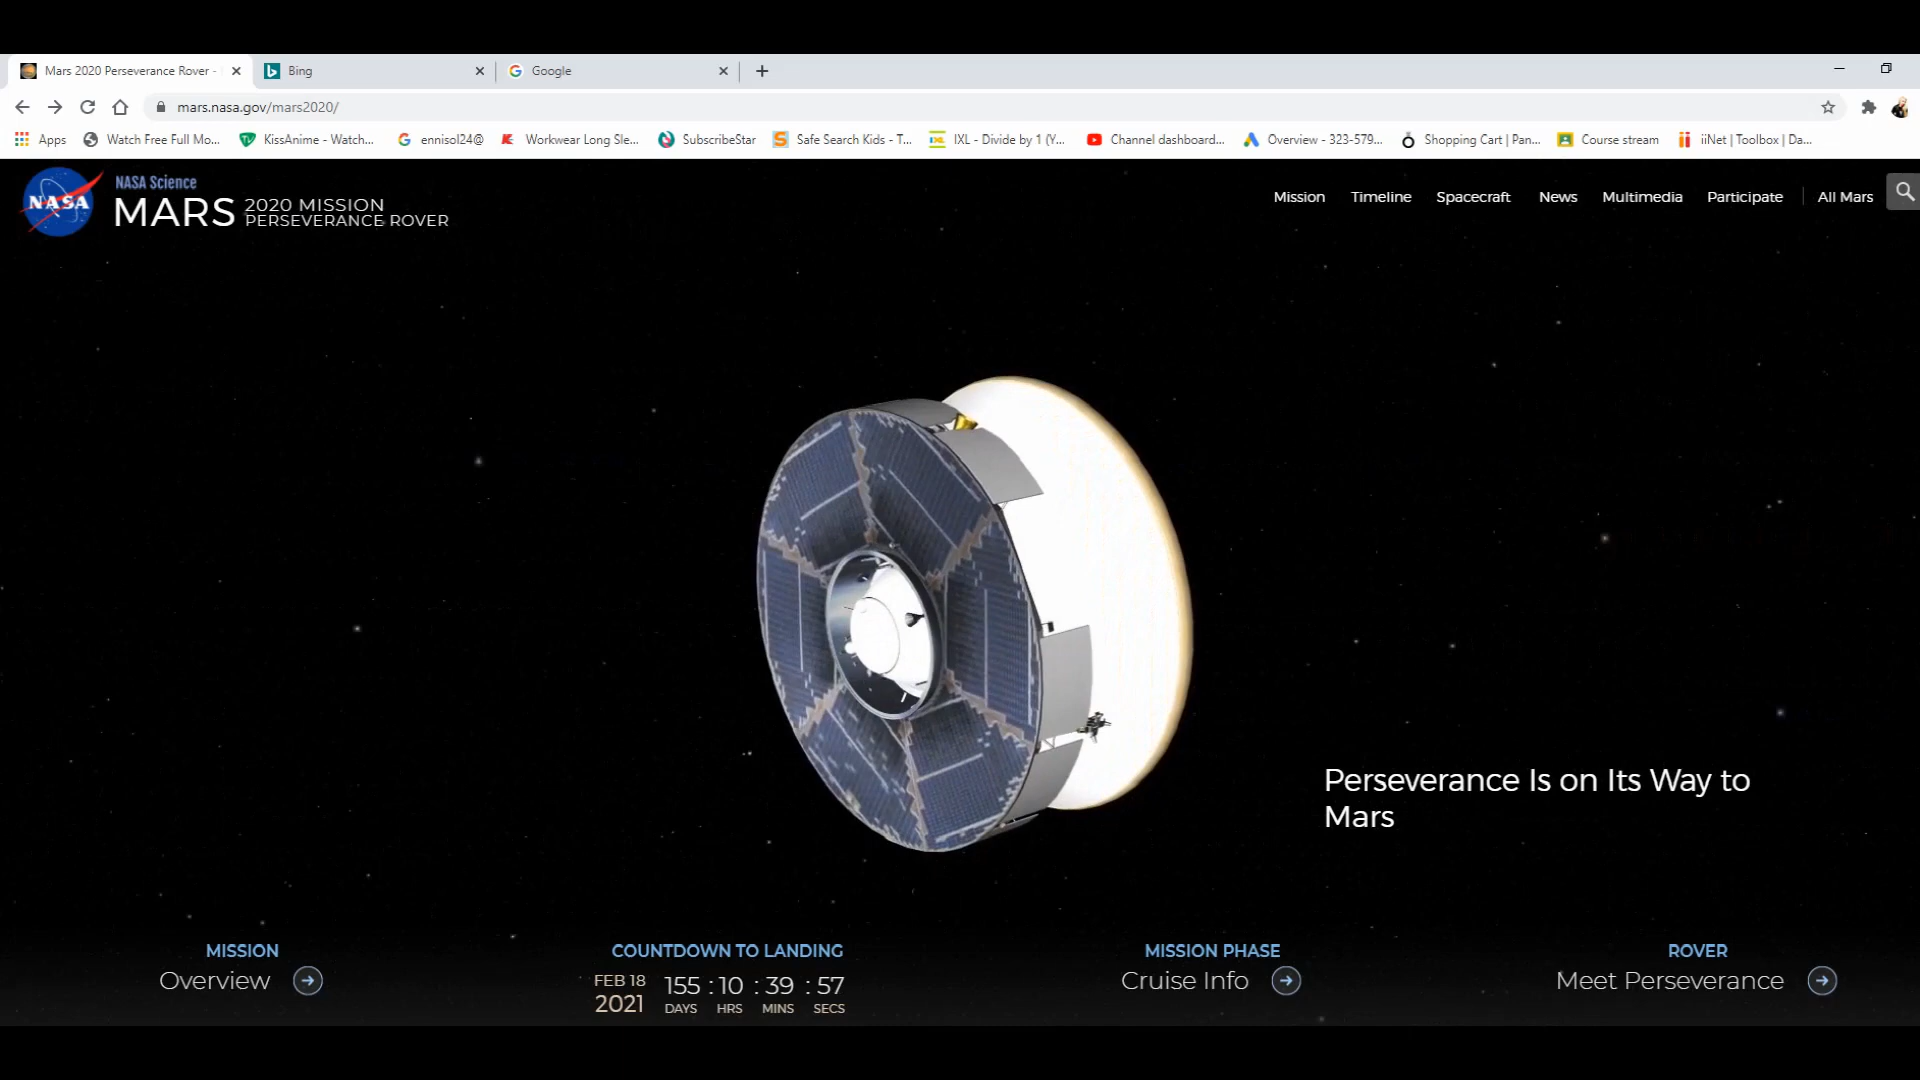 Mars 2020 Perseverance Rover -
Bing
Google
mars.nasa.gov/mars2020/
Apps
Watch Free Full Mo...
KissAnime - Watch...
ennisol24@
Workwear Long Sle...
SubscribeStar
Safe Search Kids - T...
IXL - Divide by 1 (Y...
Channel dashboard...
Overview - 323-579...
Shopping Cart | Pan...
Course stream
iiNet | Toolbox | Da...
NASA
NASA Science
MARS 2020 MISSION
PERSEVERANCE ROVER
Mission
Timeline
Spacecraft
News
Multimedia
Participate
All Mars
Perseverance Is on Its Way to
Mars
MISSION
Overview
COUNTDOWN TO LANDING
FEB 18
2021
155 : 10 : 39 : 57
DAYS HRS MINS SECS
MISSION PHASE
Cruise Info
ROVER
Meet Perseverance